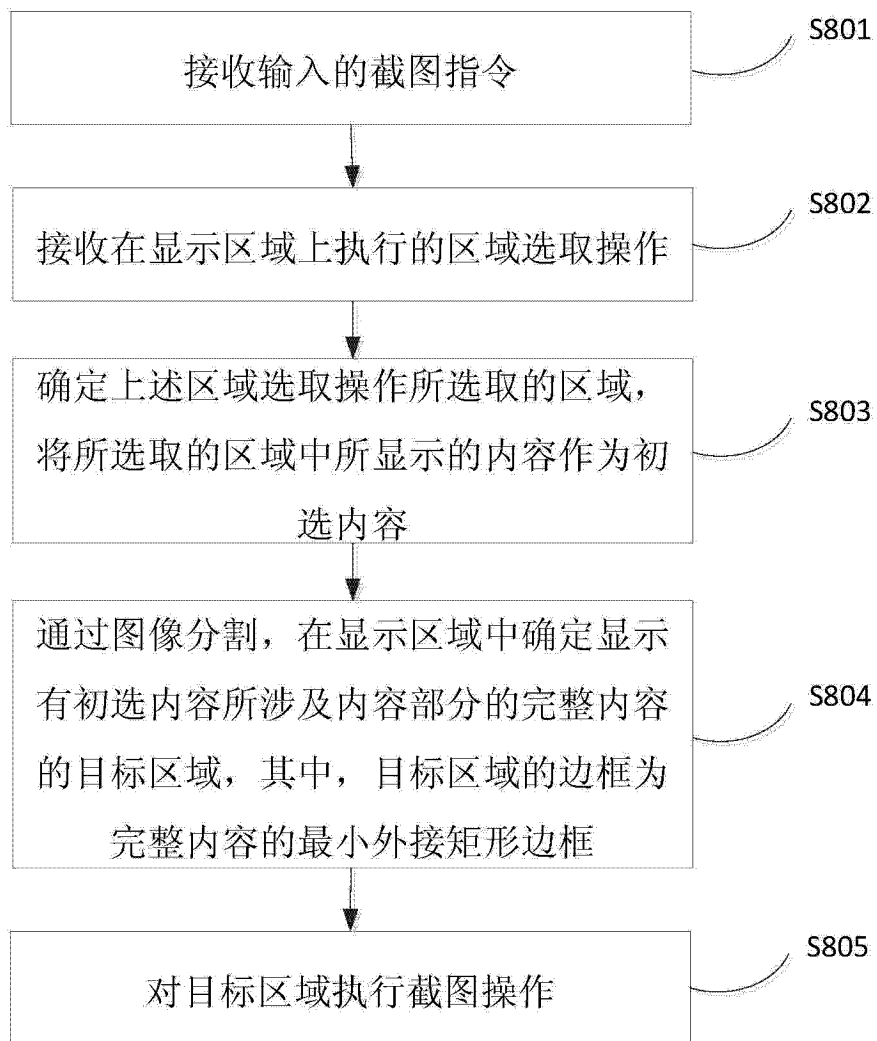 接收输入的截图指令
S801
接收在显示区域上执行的区域选取操作
S802
确定上述区域选取操作所选取的区域，
将所选取的区域中所显示的内容作为初
选内容
S803
通过图像分割，在显示区域中确定显示
有初选内容所涉及内容部分的完整内容
的目标区域，其中，目标区域的边框为
完整内容的最小外接矩形边框
S804
对目标区域执行截图操作
S805